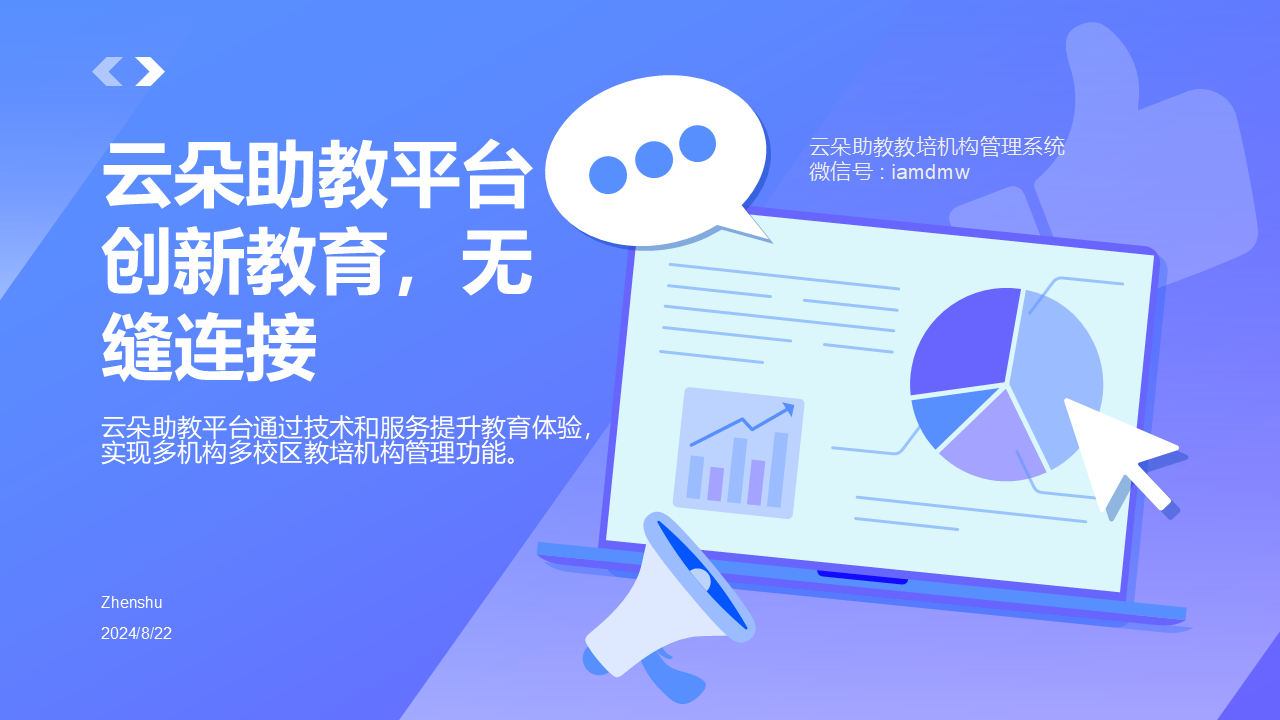 云朵助教平台
创新教育，无
缝连接
云朵助教教培机构管理系统
微信号：iamdmw
云朵助教平台通过技术和服务提升教育体验，
实现多机构多校区教培机构管理功能。
Zhenshu
2024/8/22